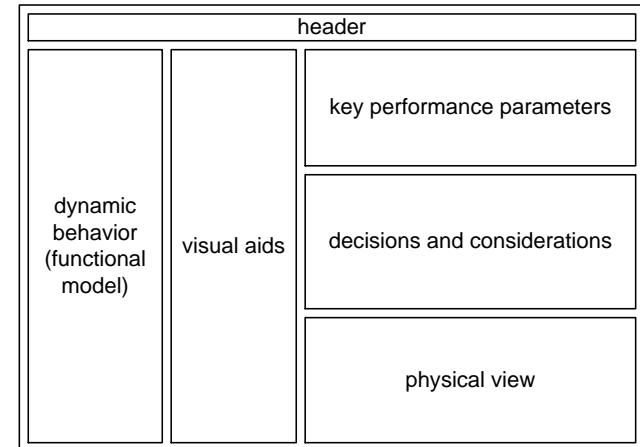 header
dynamic
behavior
(functional
model)
visual aids
key performance parameters
decisions and considerations
physical view